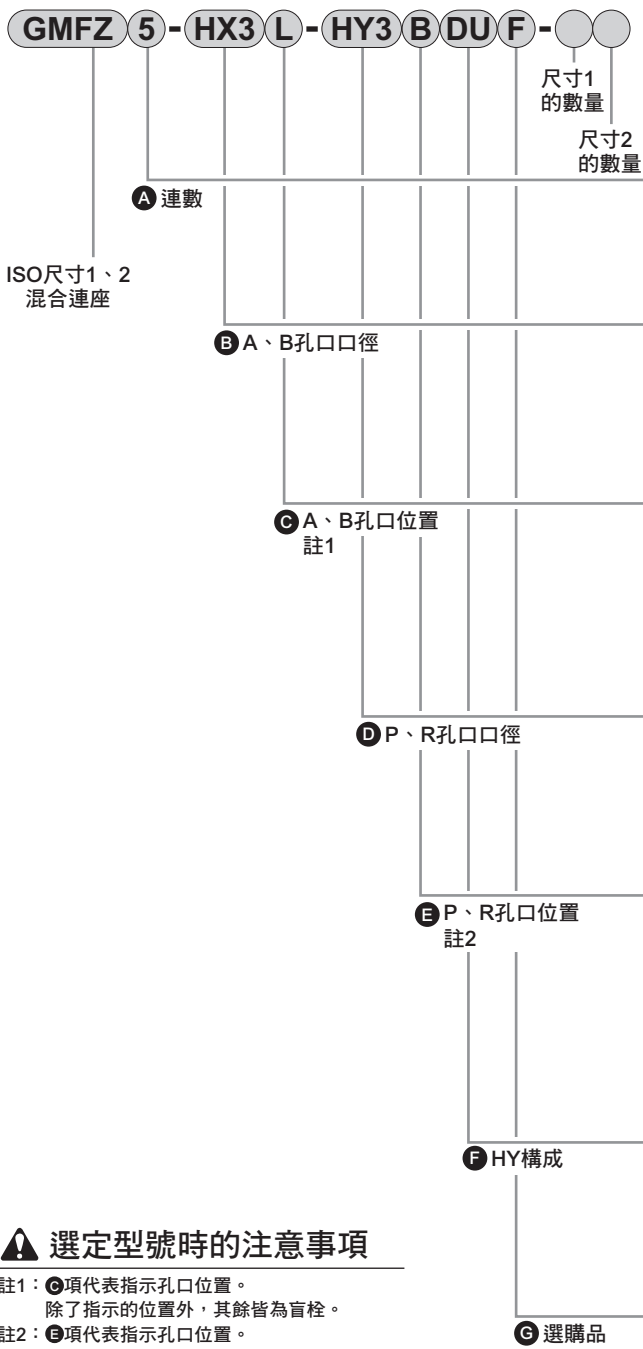 GMFZ 5 - HX3 L - HY3 B DU F -
尺寸1
的數量
尺寸2
的數量
A 連數
ISO尺寸1、2
混合連座
B A、B孔口口徑
C A、B孔口位置
註1
D P、R孔口口徑
E P、R孔口位置
註2
F HY構成
G 選購品
選定型號時的注意事項
註1：C項代表指示孔口位置。
除了指示的位置外，其餘皆為盲栓。
註2：E項代表指示孔口位置。